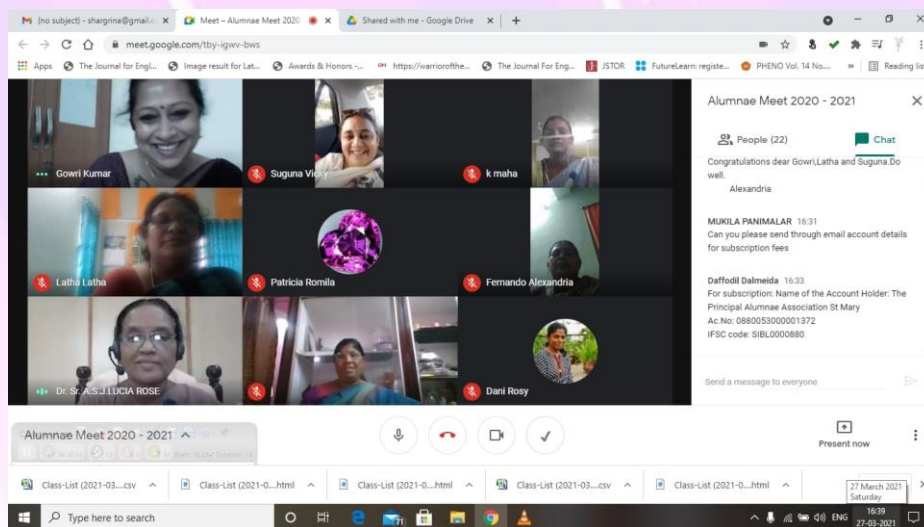 (no subject) - shargrina@gmail.c
Meet – Alumnae Meet 2020
Shared with me - Google Drive
meet.google.com/tby-igwv-bws
Apps
The Journal for Engl...
Image result for Lat...
Awards & Honors -...
https://warriorofthe...
The Journal For Eng...
JSTOR
FutureLearn: registe...
PHENO Vol. 14 No....
Reading list
Gowri Kumar
Suguna Vicky
k maha
Latha Latha
Patricia Romila
Fernando Alexandria
Dr. Sr. A.S.J.LUCIA ROSE
Dani Rosy
Alumnae Meet 2020 - 2021
People (22)
Chat
Congratulations dear Gowri,Latha and Suguna.Do
well.
Alexandria
MUKILA PANIMALAR 16:31
Can you please send through email account details
for subscription fees
Daffodil Dalmeida 16:33
For subscription: Name of the Account Holder: The
Principal Alumnae Association St Mary
Ac.No: 0880053000001372
IFSC code: SIBL0000880
Send a message to everyone
Alumnae Meet 2020 - 2021
Present now
Class-List (2021-03....csv
Class-List (2021-0....html
Class-List (2021-0....html
Class-List (2021-03....csv
Class-List (2021-0....html
27 March 2021
Saturday
Type here to search
71
ENG
16:39
27-03-2021